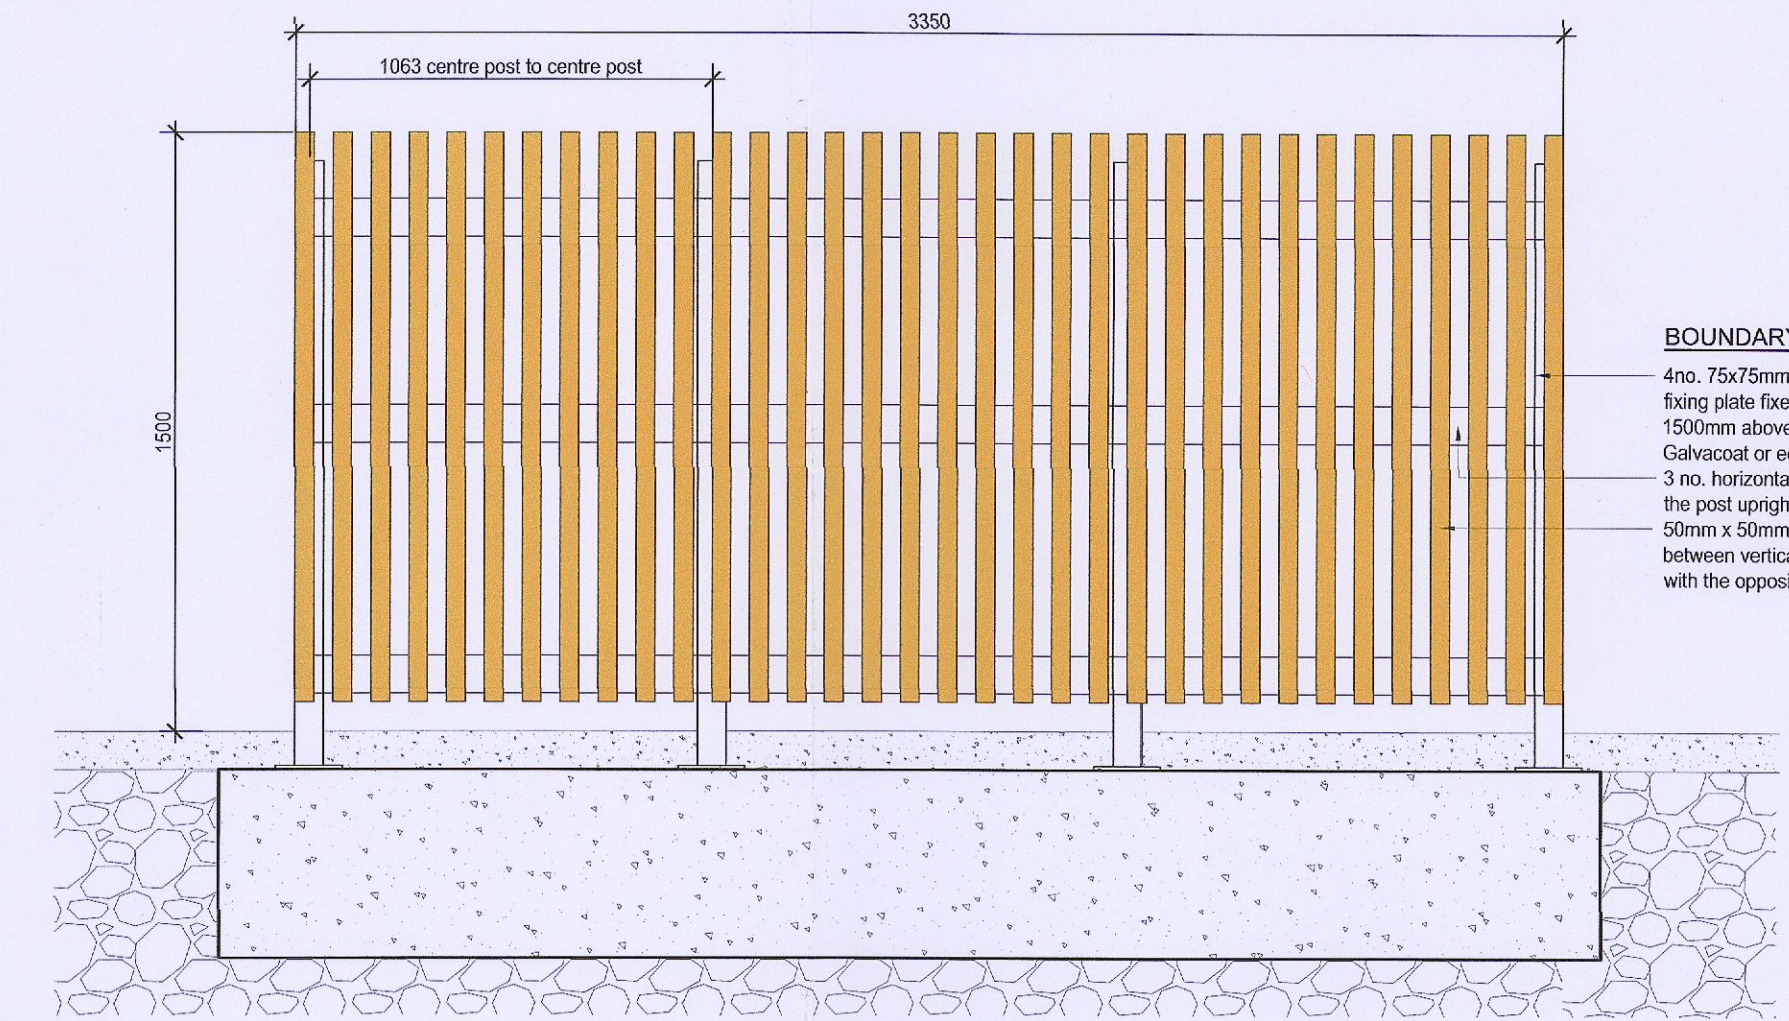 3350
1063 centre post to centre post
1500
BOUNDARY
4no. 75x75mm
fixing plate fixe
1500mm above
Galvacoat or e
3 no. horizonta
the post uprigh
50mm x 50mm
between vertica
with the opposi